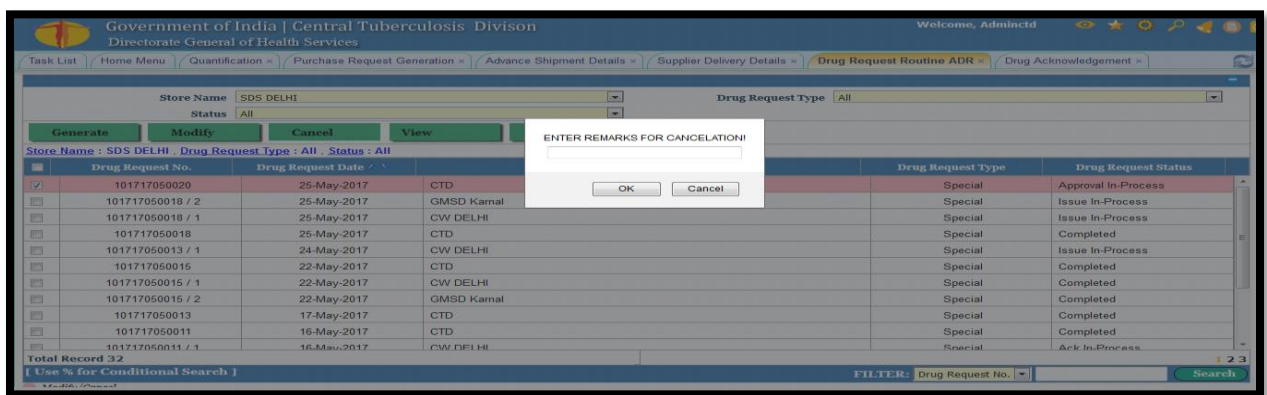 Government of India | Central Tuberculosis Divison
Directorate General of Health Services
Welcome, Adminctd
Task List Home Menu Quantification × Purchase Request Generation × Advance Shipment Details × Supplier Delivery Details × Drug Request Routine ADR × Drug Acknowledgement ×
Store Name SDS DELHI Drug Request Type All
Status All
Generate Modify Cancel View
ENTER REMARKS FOR CANCELATION!
OK Cancel
Store Name : SDS DELHI , Drug Request Type : All , Status : All
Drug Request No. Drug Request Date Drug Request Type Drug Request Status
101717050020 25-May-2017 CTD Special Approval In-Process
101717050018 / 2 25-May-2017 GMSD Karnal Special Issue In-Process
101717050018 / 1 25-May-2017 CW DELHI Special Issue In-Process
101717050018 25-May-2017 CTD Special Completed
101717050013 / 1 24-May-2017 CW DELHI Special Issue In-Process
101717050015 22-May-2017 CTD Special Completed
101717050015 / 1 22-May-2017 CW DELHI Special Completed
101717050015 / 2 22-May-2017 GMSD Karnal Special Completed
101717050013 17-May-2017 CTD Special Completed
101717050011 16-May-2017 CTD Special Completed
101717050011 / 1 16-May-2017 CW DELHI Special Ack In-Process
Total Record 32 1 2 3
[ Use % for Conditional Search ] FILTER: Drug Request No. Search
Modify/Cancel